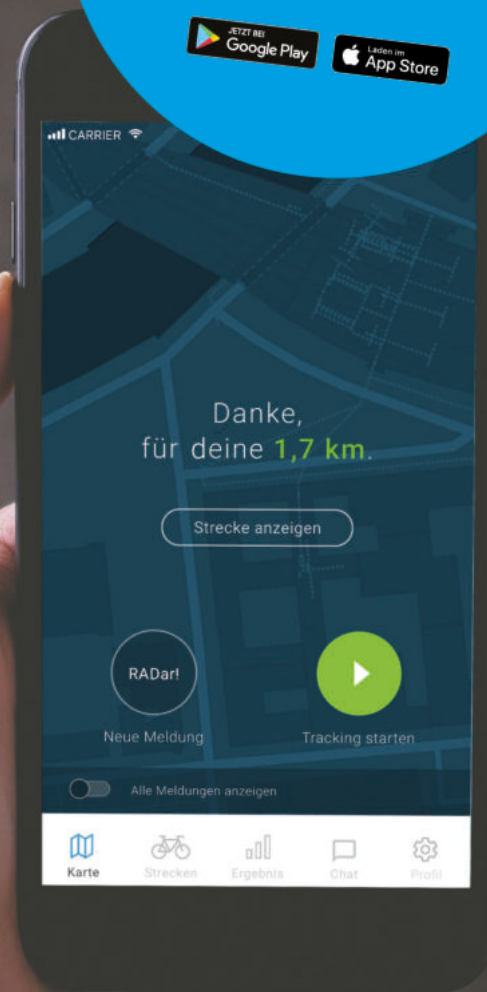 JETZT BEI
Google Play
Laden im
App Store
CARRIER
Danke,
für deine 1,7 km.
Strecke anzeigen
RADar!
Neue Meldung
Tracking starten
Alle Meldungen anzeigen
Karte
Strecken
Ergebnis
Chat
Profil